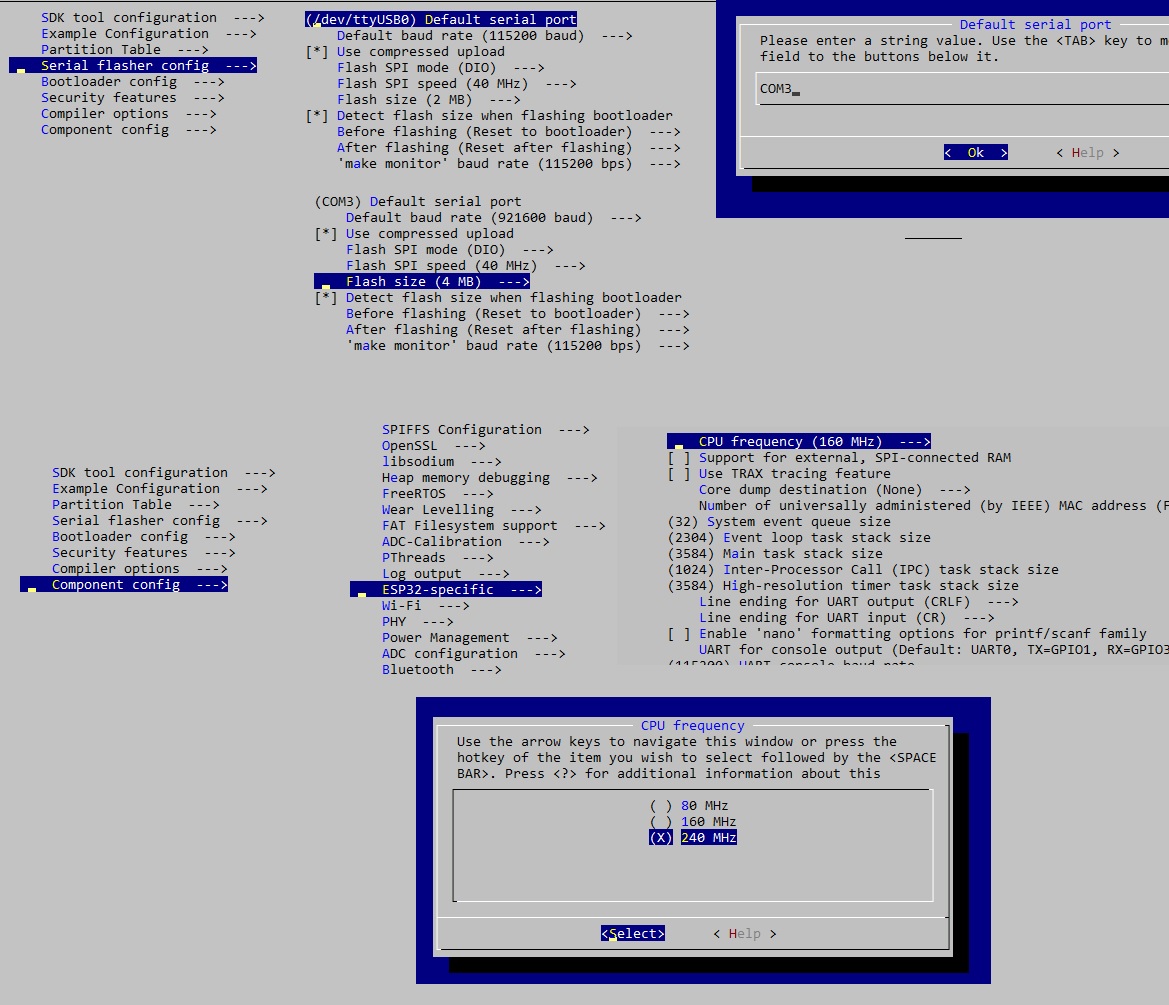 SDK tool configuration  --->
Example Configuration  --->
Partition Table  --->
Serial flasher config  --->
Bootloader config  --->
Security features  --->
Compiler options  --->
Component config  --->
(/dev/ttyUSB0) Default serial port
Default baud rate (115200 baud)  --->
[*] Use compressed upload
Flash SPI mode (DIO)  --->
Flash SPI speed (40 MHz)  --->
Flash size (2 MB)  --->
[*] Detect flash size when flashing bootloader
Before flashing (Reset to bootloader)  --->
After flashing (Reset after flashing)  --->
'make monitor' baud rate (115200 bps)  --->
Default serial port
Please enter a string value. Use the <TAB> key to m
field to the buttons below it.
COM3
<  Ok  >
< Help >
(COM3) Default serial port
Default baud rate (921600 baud)  --->
[*] Use compressed upload
Flash SPI mode (DIO)  --->
Flash SPI speed (40 MHz)  --->
Flash size (4 MB)  --->
[*] Detect flash size when flashing bootloader
Before flashing (Reset to bootloader)  --->
After flashing (Reset after flashing)  --->
'make monitor' baud rate (115200 bps)  --->
SDK tool configuration  --->
Example Configuration  --->
Partition Table  --->
Serial flasher config  --->
Bootloader config  --->
Security features  --->
Compiler options  --->
Component config  --->
SPIFFS Configuration  --->
OpenSSL  --->
libsodium  --->
Heap memory debugging  --->
FreeRTOS  --->
Wear Levelling  --->
FAT Filesystem support  --->
ADC-Calibration  --->
PThreads  --->
Log output  --->
ESP32-specific  --->
Wi-Fi  --->
PHY  --->
Power Management  --->
ADC configuration  --->
Bluetooth  --->
CPU frequency (160 MHz)  --->
[ ] Support for external, SPI-connected RAM
[ ] Use TRAX tracing feature
Core dump destination (None)  --->
Number of universally administered (by IEEE) MAC address (F
(32) System event queue size
(2304) Event loop task stack size
(3584) Main task stack size
(1024) Inter-Processor Call (IPC) task stack size
(3584) High-resolution timer task stack size
Line ending for UART output (CRLF)  --->
Line ending for UART input (CR)  --->
[ ] Enable 'nano' formatting options for printf/scanf family
UART for console output (Default: UART0, TX=GPIO1, RX=GPIO3
(115200) UART console baud rate
CPU frequency
Use the arrow keys to navigate this window or press the
hotkey of the item you wish to select followed by the <SPACE
BAR>. Press <?> for additional information about this
( ) 80 MHz
( ) 160 MHz
(X) 240 MHz
<Select>
< Help >